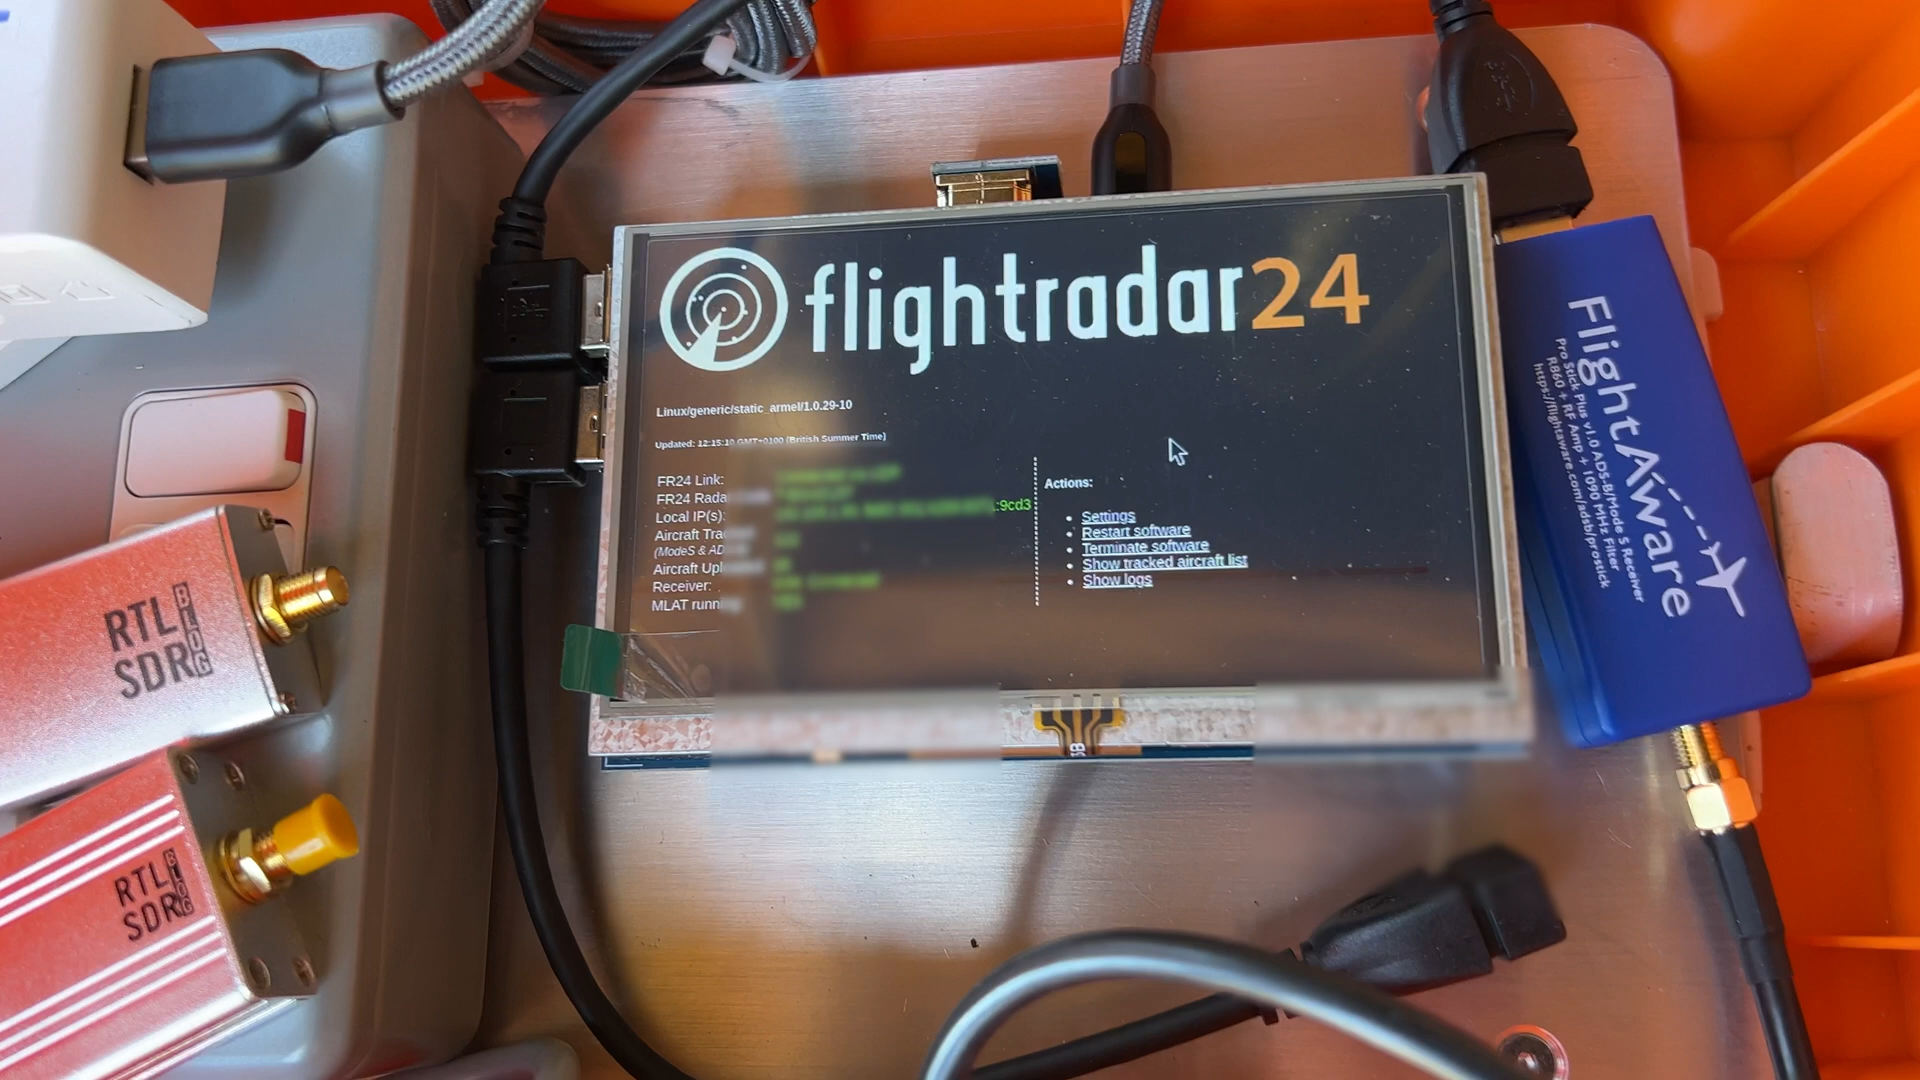 flightradar24
Linux/generic/static_armel/1.0.29-10
Updated: 12:15:10 GMT+0100 (British Summer Time)
FR24 Link:
FR24 Rada
Local IP(s): :9cd3
Aircraft Tra
(ModeS & AD
Aircraft Upl
Receiver:
MLAT running
Actions:
Settings
Restart software
Terminate software
Show tracked aircraft list
Show logs
FlightAware
Pro Stick Plus v1.0 ADS-B/Mode S Receiver
R860 + RF Amp + 1090 MHz Filter
https://flightaware.com/adsb/prostick
RTL
SDR
BLOG
RTL
SDR
BLOG